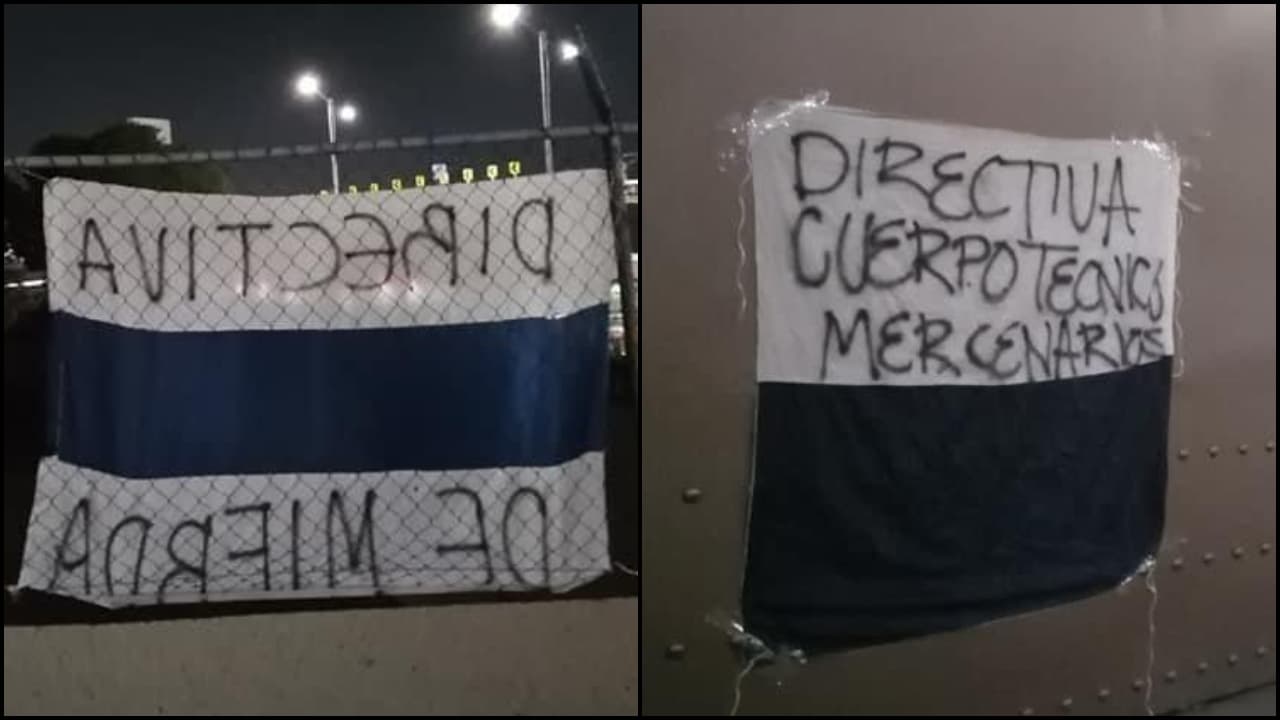 DIRECTIVA
DE MIERDA
DIRECTIVA
CUERPO TECNICO
MERCENARIOS